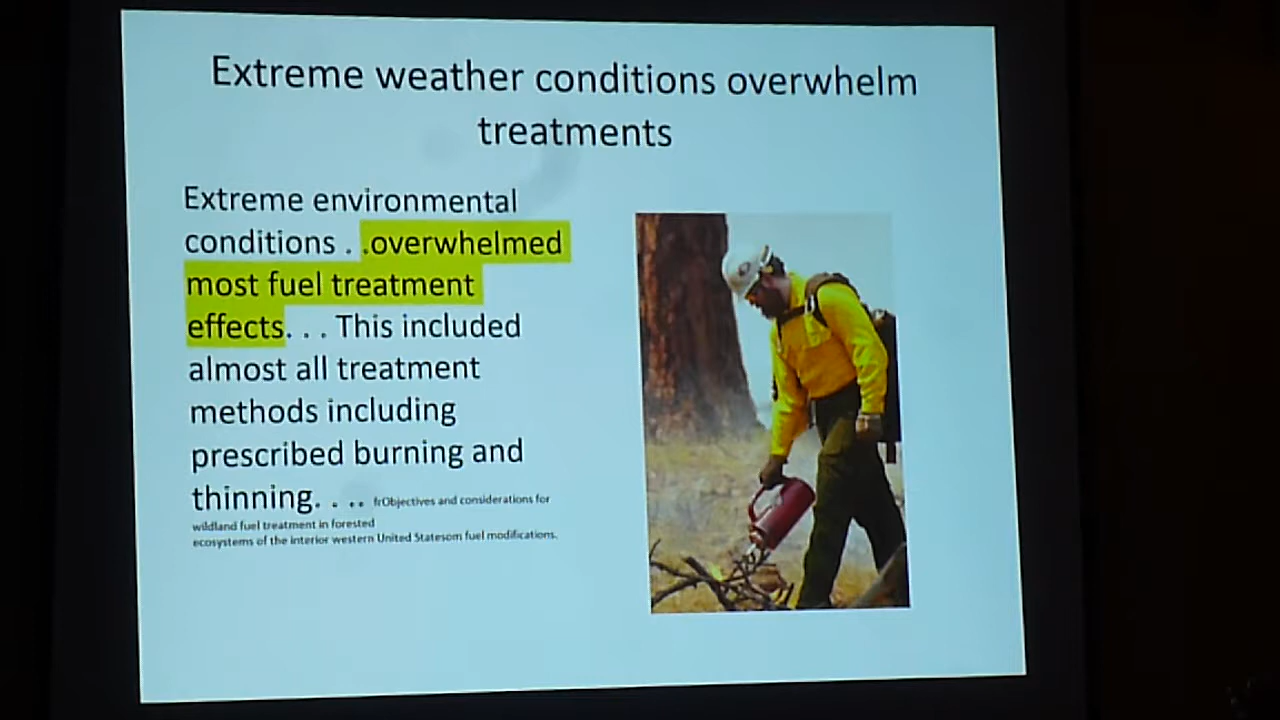 Extreme weather conditions overwhelm
treatments
Extreme environmental
conditions . .overwhelmed
most fuel treatment
effects. . . This included
almost all treatment
methods including
prescribed burning and
thinning. . .. frObjectives and considerations for
wildland fuel treatment in forested
ecosystems of the interior western United Statesom fuel modifications.